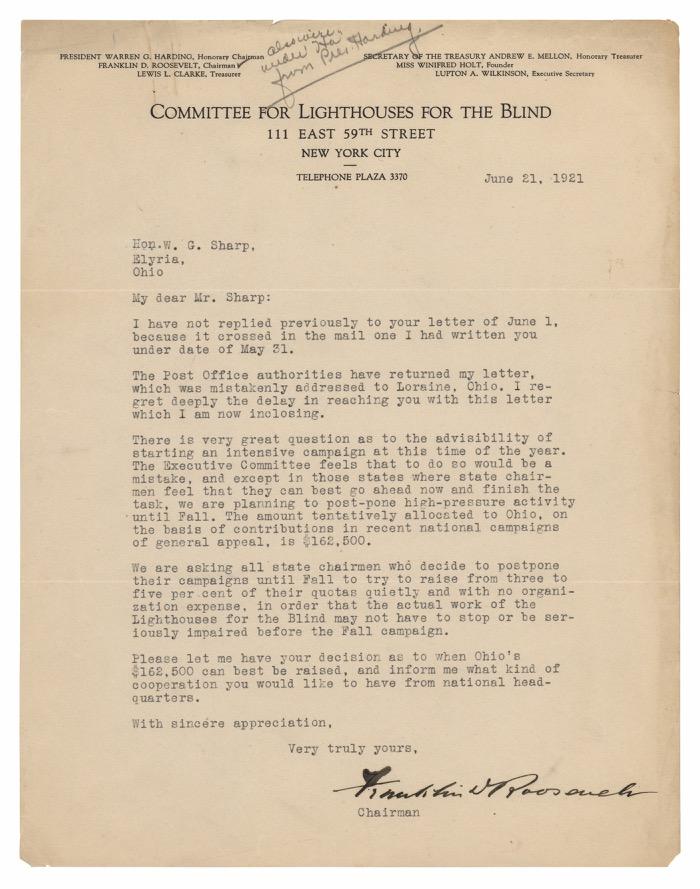 also wire
under
from Pres. Harding.
PRESIDENT WARREN G. HARDING, Honorary Chairman
FRANKLIN D. ROOSEVELT, Chairman
LEWIS L. CLARKE, Treasurer
SECRETARY OF THE TREASURY ANDREW E. MELLON, Honorary Treasurer
MISS WINIFRED HOLT, Founder
LUPTON A. WILKINSON, Executive Secretary
COMMITTEE FOR LIGHTHOUSES FOR THE BLIND
111 EAST 59TH STREET
NEW YORK CITY
TELEPHONE PLAZA 3370
June 21, 1921
Hon.W. G. Sharp,
Elyria,
Ohio
My dear Mr. Sharp:
I have not replied previously to your letter of June 1,
because it crossed in the mail one I had written you
under date of May 31.
The Post Office authorities have returned my letter,
which was mistakenly addressed to Loraine, Ohio. I re-
gret deeply the delay in reaching you with this letter
which I am now inclosing.
There is very great question as to the advisibility of
starting an intensive campaign at this time of the year.
The Executive Committee feels that to do so would be a
mistake, and except in those states where state chair-
men feel that they can best go ahead now and finish the
task, we are planning to post-pone high-pressure activity
until Fall. The amount tentatively allocated to Ohio, on
the basis of contributions in recent national campaigns
of general appeal, is $162,500.
We are asking all state chairmen who decide to postpone
their campaigns until Fall to try to raise from three to
five per cent of their quotas quietly and with no organi-
zation expense, in order that the actual work of the
Lighthouses for the Blind may not have to stop or be ser-
iously impaired before the Fall campaign.
Please let me have your decision as to when Ohio's
$162,500 can best be raised, and inform me what kind of
cooperation you would like to have from national head-
quarters.
With sincere appreciation,
Very truly yours,
Franklin D Roosevelt
Chairman